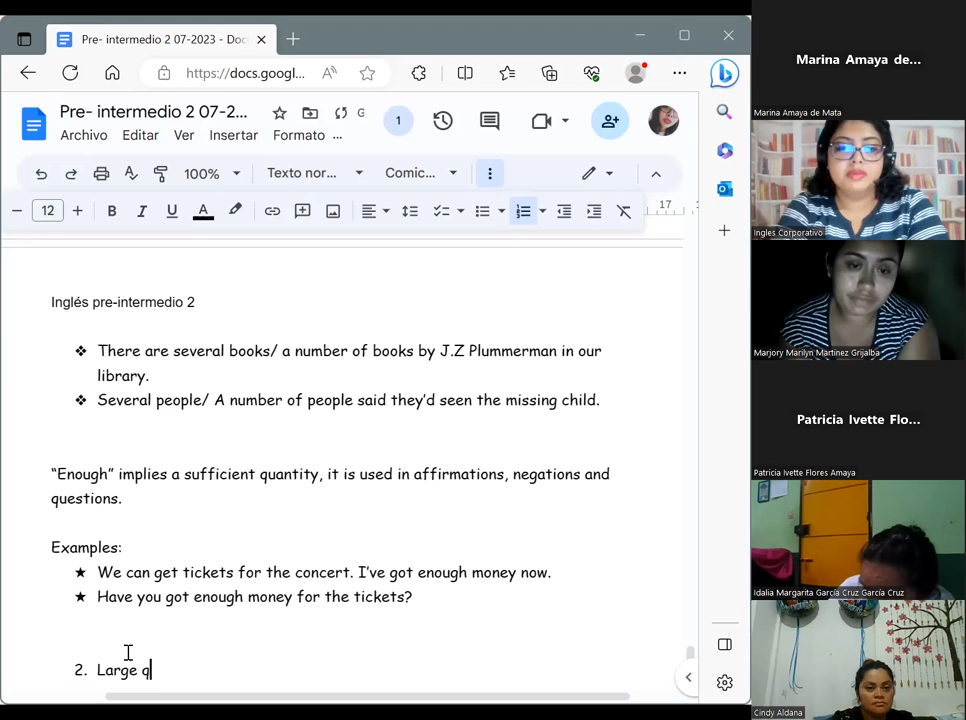 Pre- intermedio 2 07-2023 - Doc
https://docs.googl...
Pre- intermedio 2 07-2...
G
Archivo Editar Ver Insertar Formato ...
1
100% Texto nor... Comic...
12 B I U A
17
Inglés pre-intermedio 2
❖ There are several books/ a number of books by J.Z Plummerman in our
library.
❖ Several people/ A number of people said they'd seen the missing child.
“Enough” implies a sufficient quantity, it is used in affirmations, negations and
questions.
Examples:
★ We can get tickets for the concert. I've got enough money now.
★ Have you got enough money for the tickets?
2. Large q
Marina Amaya de...
Marina Amaya de Mata
Ingles Corporativo
Marjory Marilyn Martinez Grijalba
Patricia Ivette Flo...
Patricia Ivette Flores Amaya
Idalia Margarita García Cruz García Cruz
Cindy Aldana